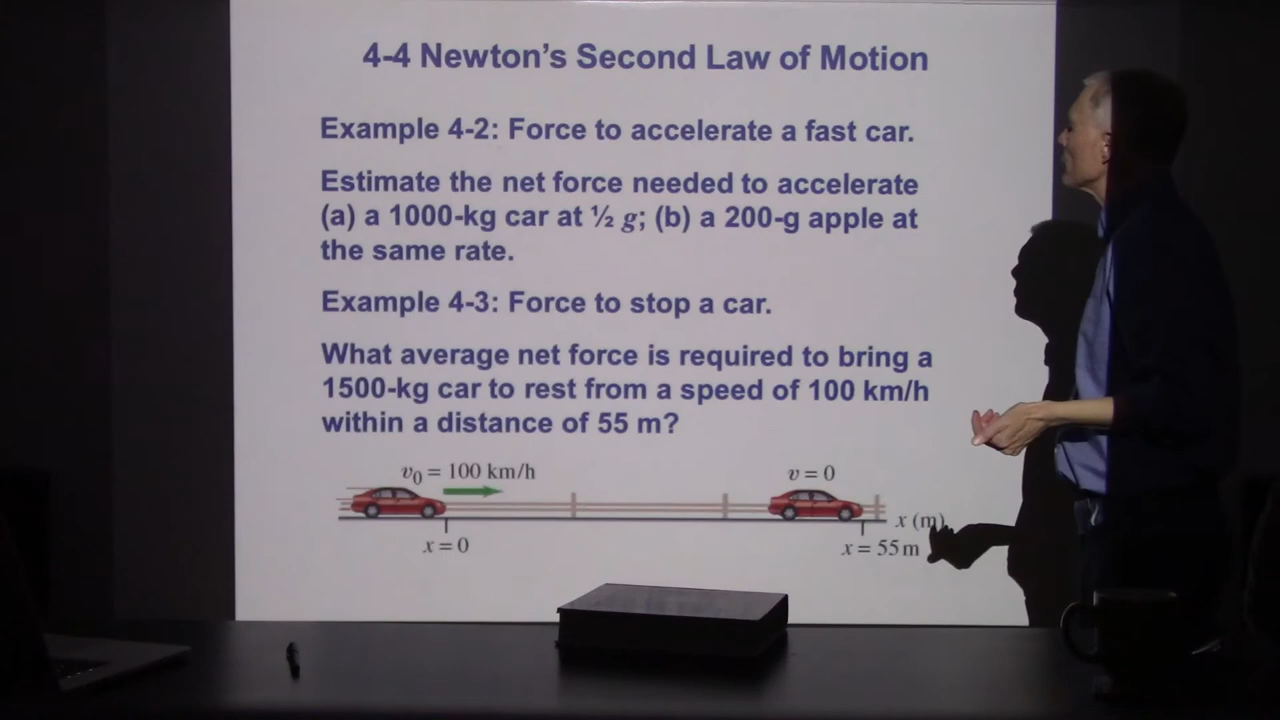 4-4 Newton's Second Law of Motion
Example 4-2: Force to accelerate a fast car.
Estimate the net force needed to accelerate
(a) a 1000-kg car at ½ g; (b) a 200-g apple at
the same rate.
Example 4-3: Force to stop a car.
What average net force is required to bring a
1500-kg car to rest from a speed of 100 km/h
within a distance of 55 m?
v₀ = 100 km/h
v = 0
x (m)
x = 0
x = 55 m